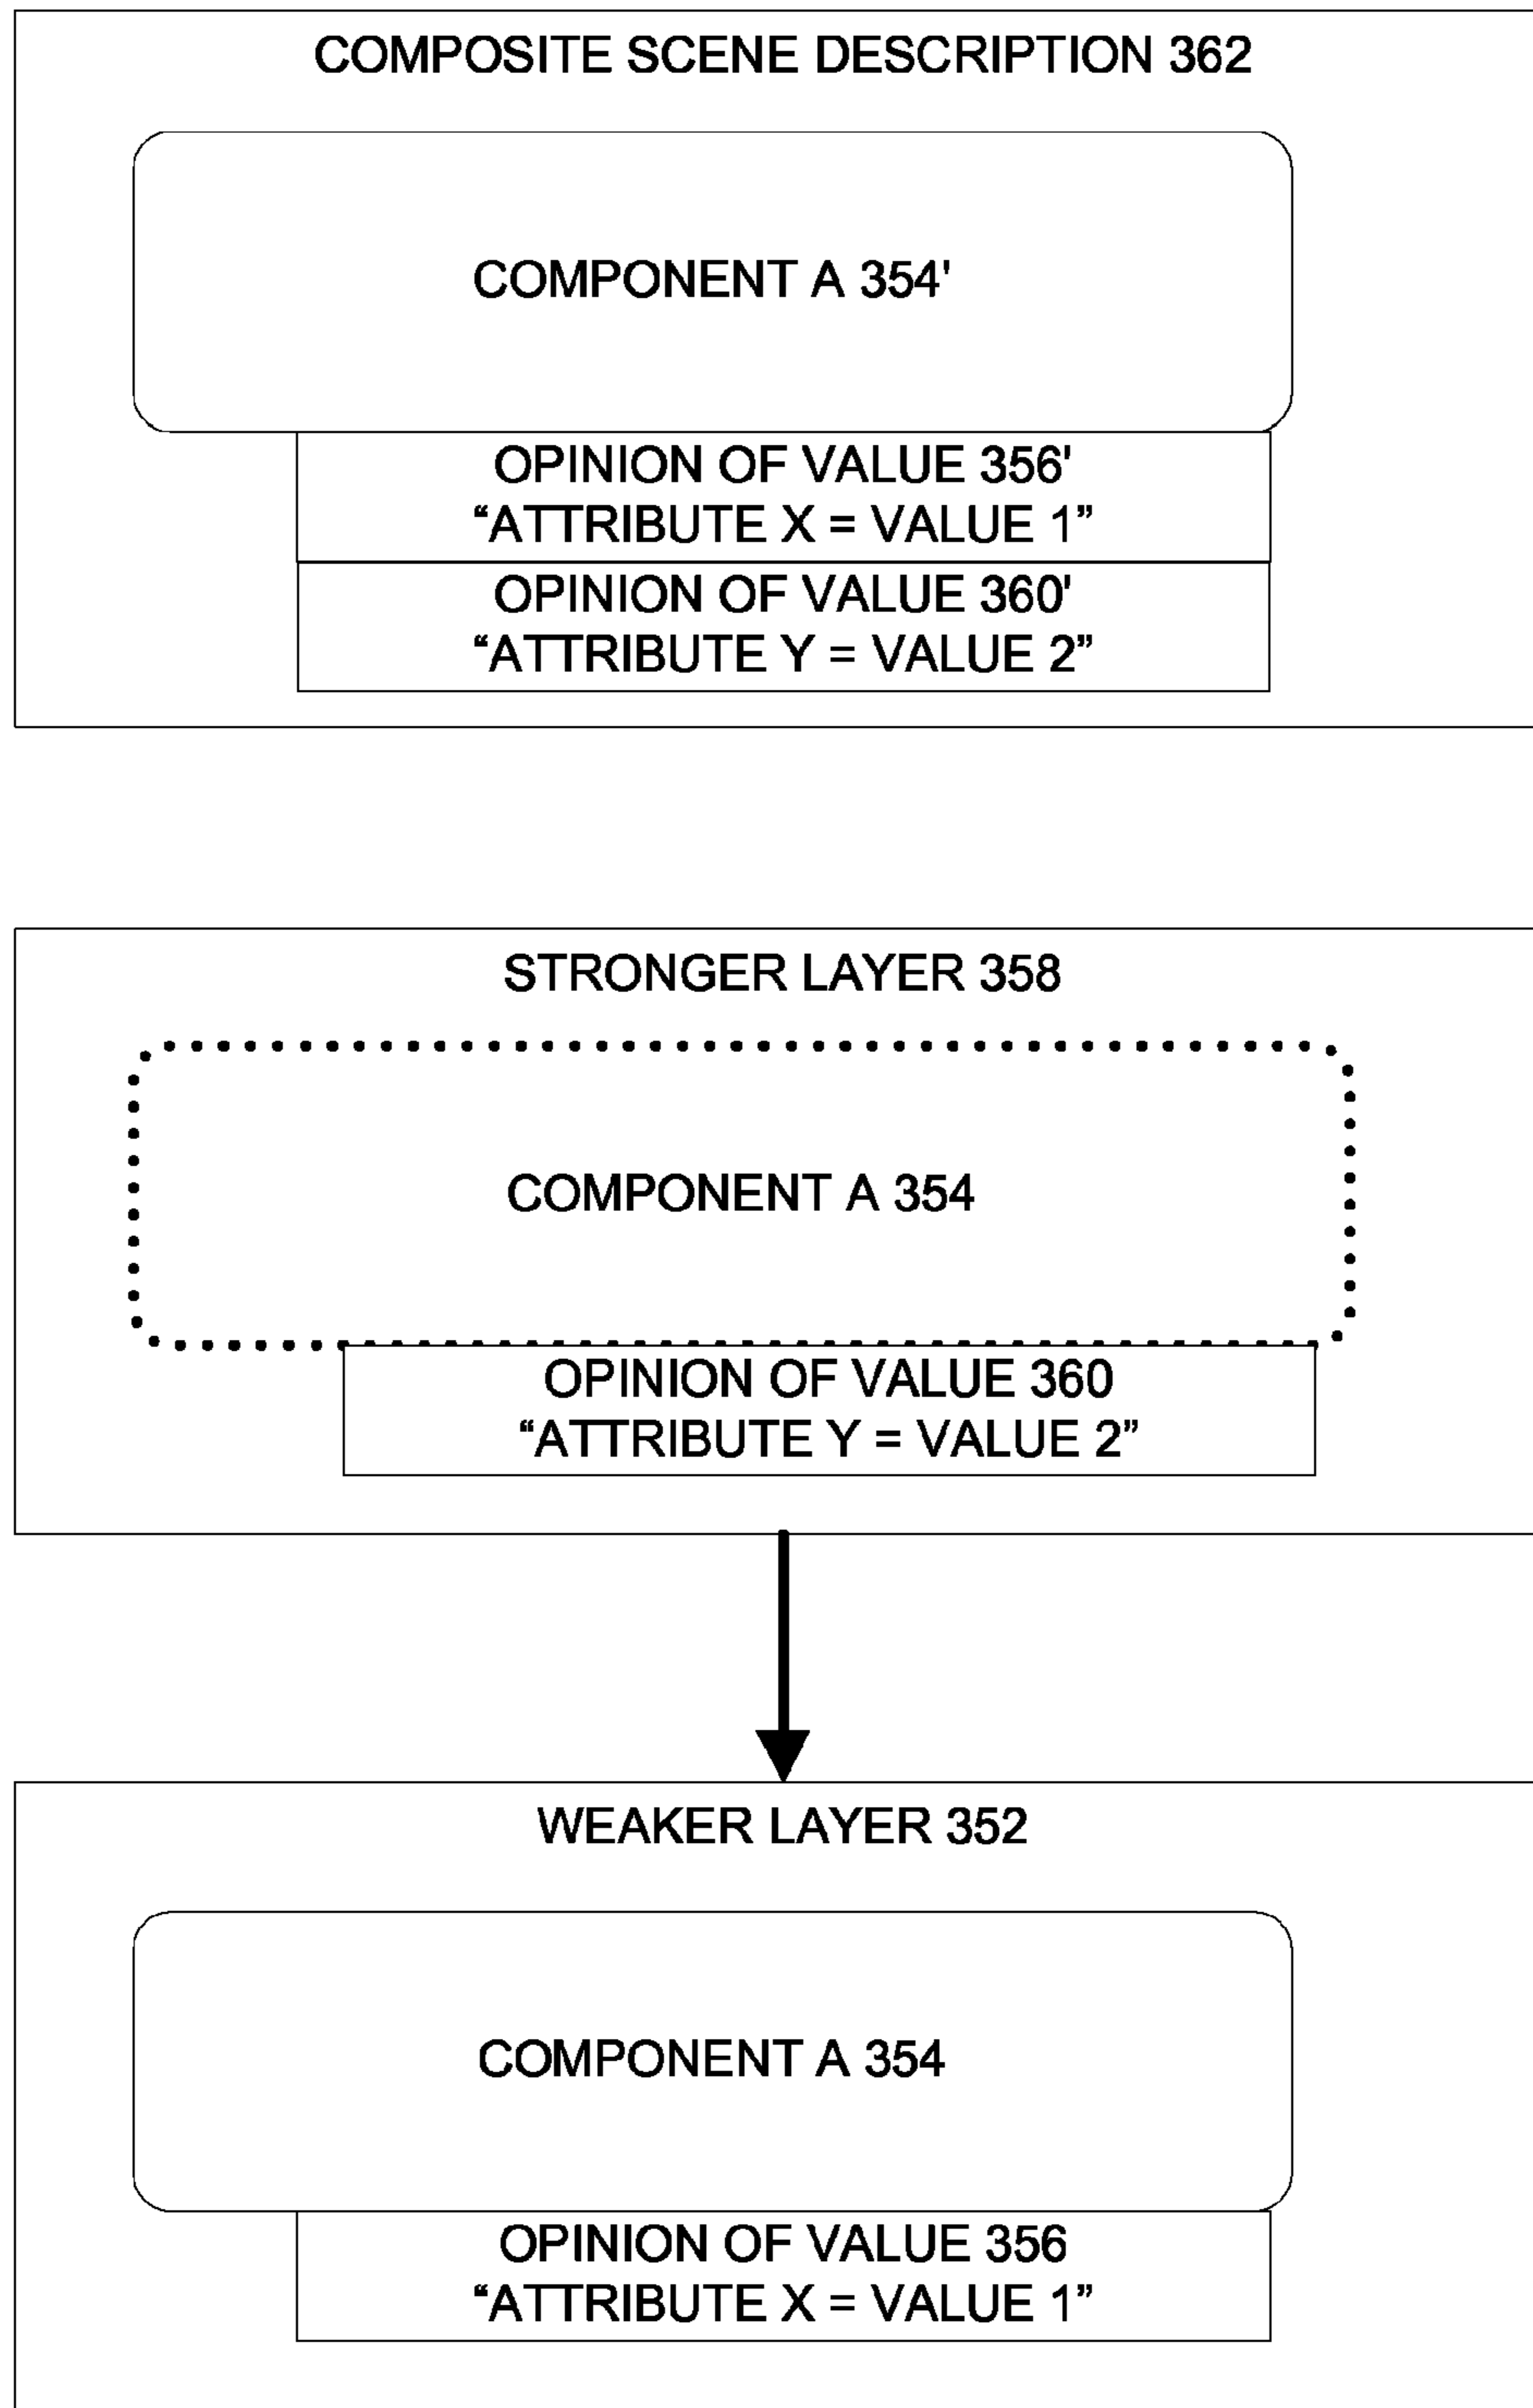 COMPOSITE SCENE DESCRIPTION 362
COMPONENT A 354'
OPINION OF VALUE 356'
“ATTRIBUTE X = VALUE 1”
OPINION OF VALUE 360'
“ATTRIBUTE Y = VALUE 2”
STRONGER LAYER 358
COMPONENT A 354
OPINION OF VALUE 360
“ATTRIBUTE Y = VALUE 2”
WEAKER LAYER 352
COMPONENT A 354
OPINION OF VALUE 356
“ATTRIBUTE X = VALUE 1”